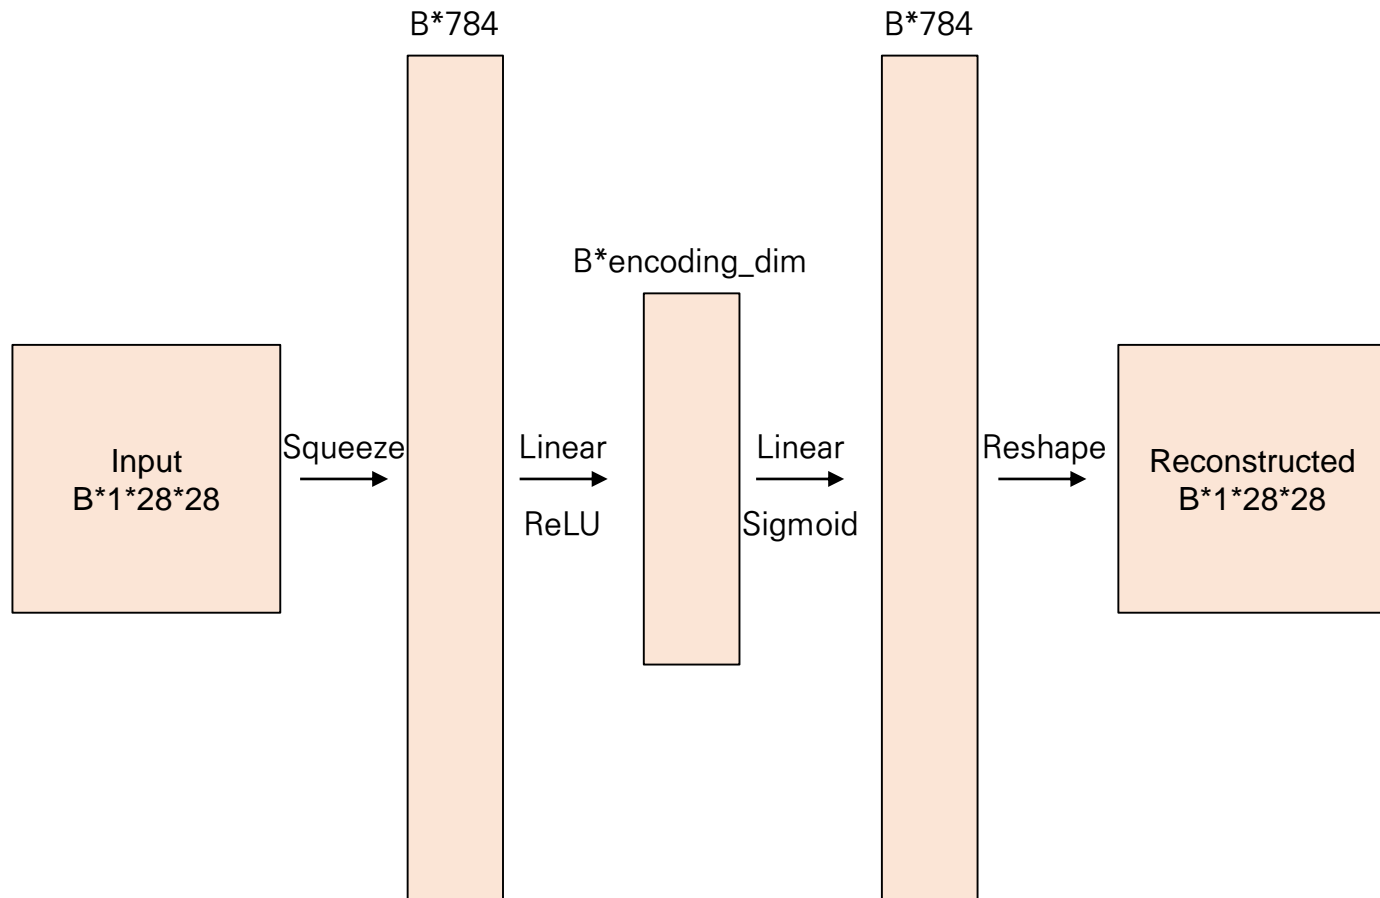 B*784
B*784
B*encoding_dim
Input
B*1*28*28
Squeeze
Linear
ReLU
Linear
Sigmoid
Reshape
Reconstructed
B*1*28*28